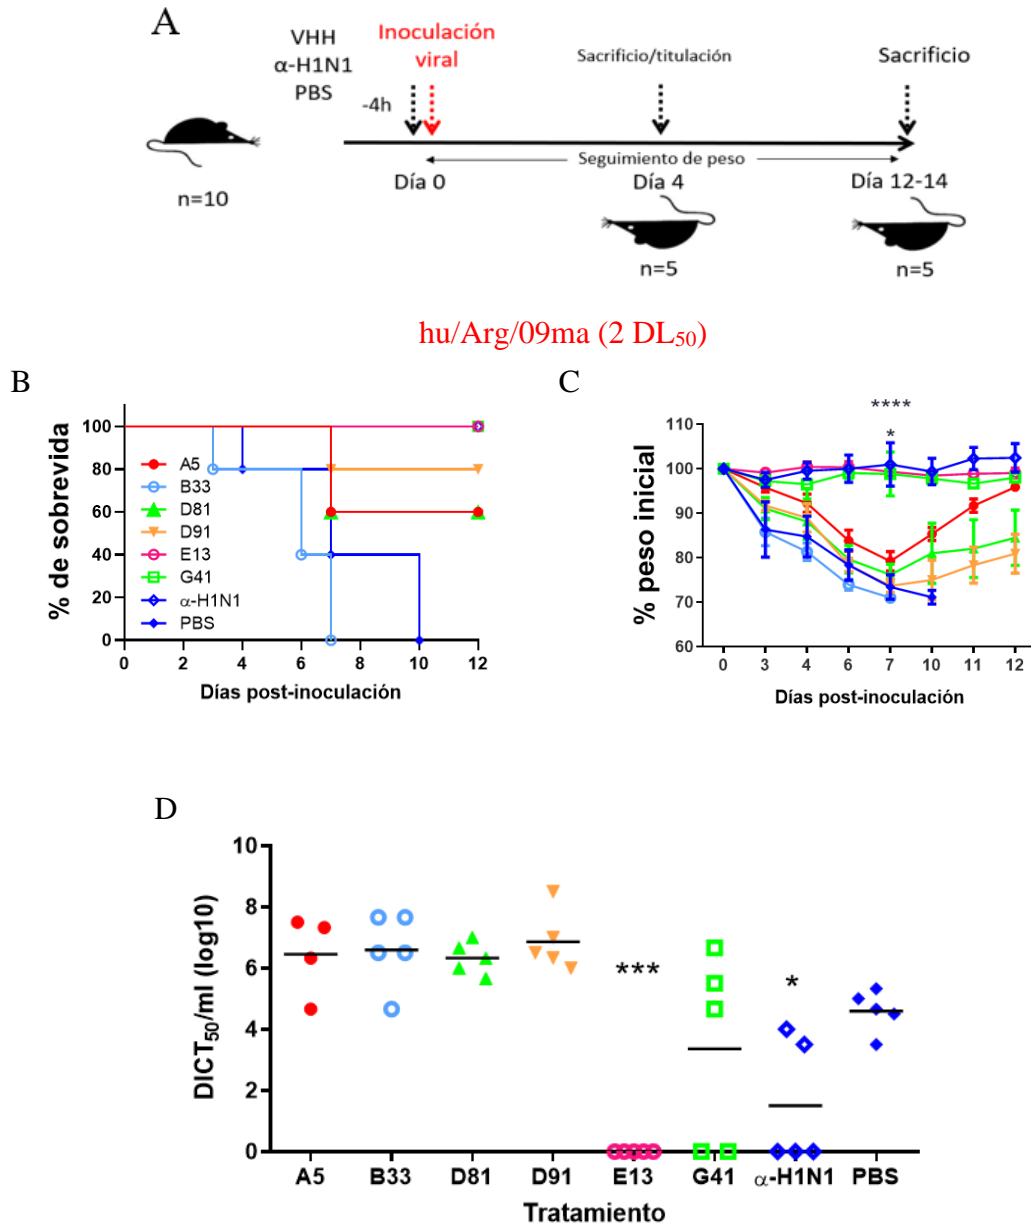 A
VHH
α-H1N1
PBS
Inoculación
viral
-4h
Sacrificio/titulación
Sacrificio
Seguimiento de peso
Día 0
Día 4
Día 12-14
n=10
n=5
n=5
hu/Arg/09ma (2 DL50)
B
% de sobrevida
100
80
60
40
20
0
A5
B33
D81
D91
E13
G41
α-H1N1
PBS
0 2 4 6 8 10 12
Días post-inoculación
C
****
*
% peso inicial
110
100
90
80
70
60
0 3 4 6 7 10 11 12
Días post-inoculación
D
DICT50/ml (log10)
10
8
6
4
2
0
***
*
A5 B33 D81 D91 E13 G41 α-H1N1 PBS
Tratamiento